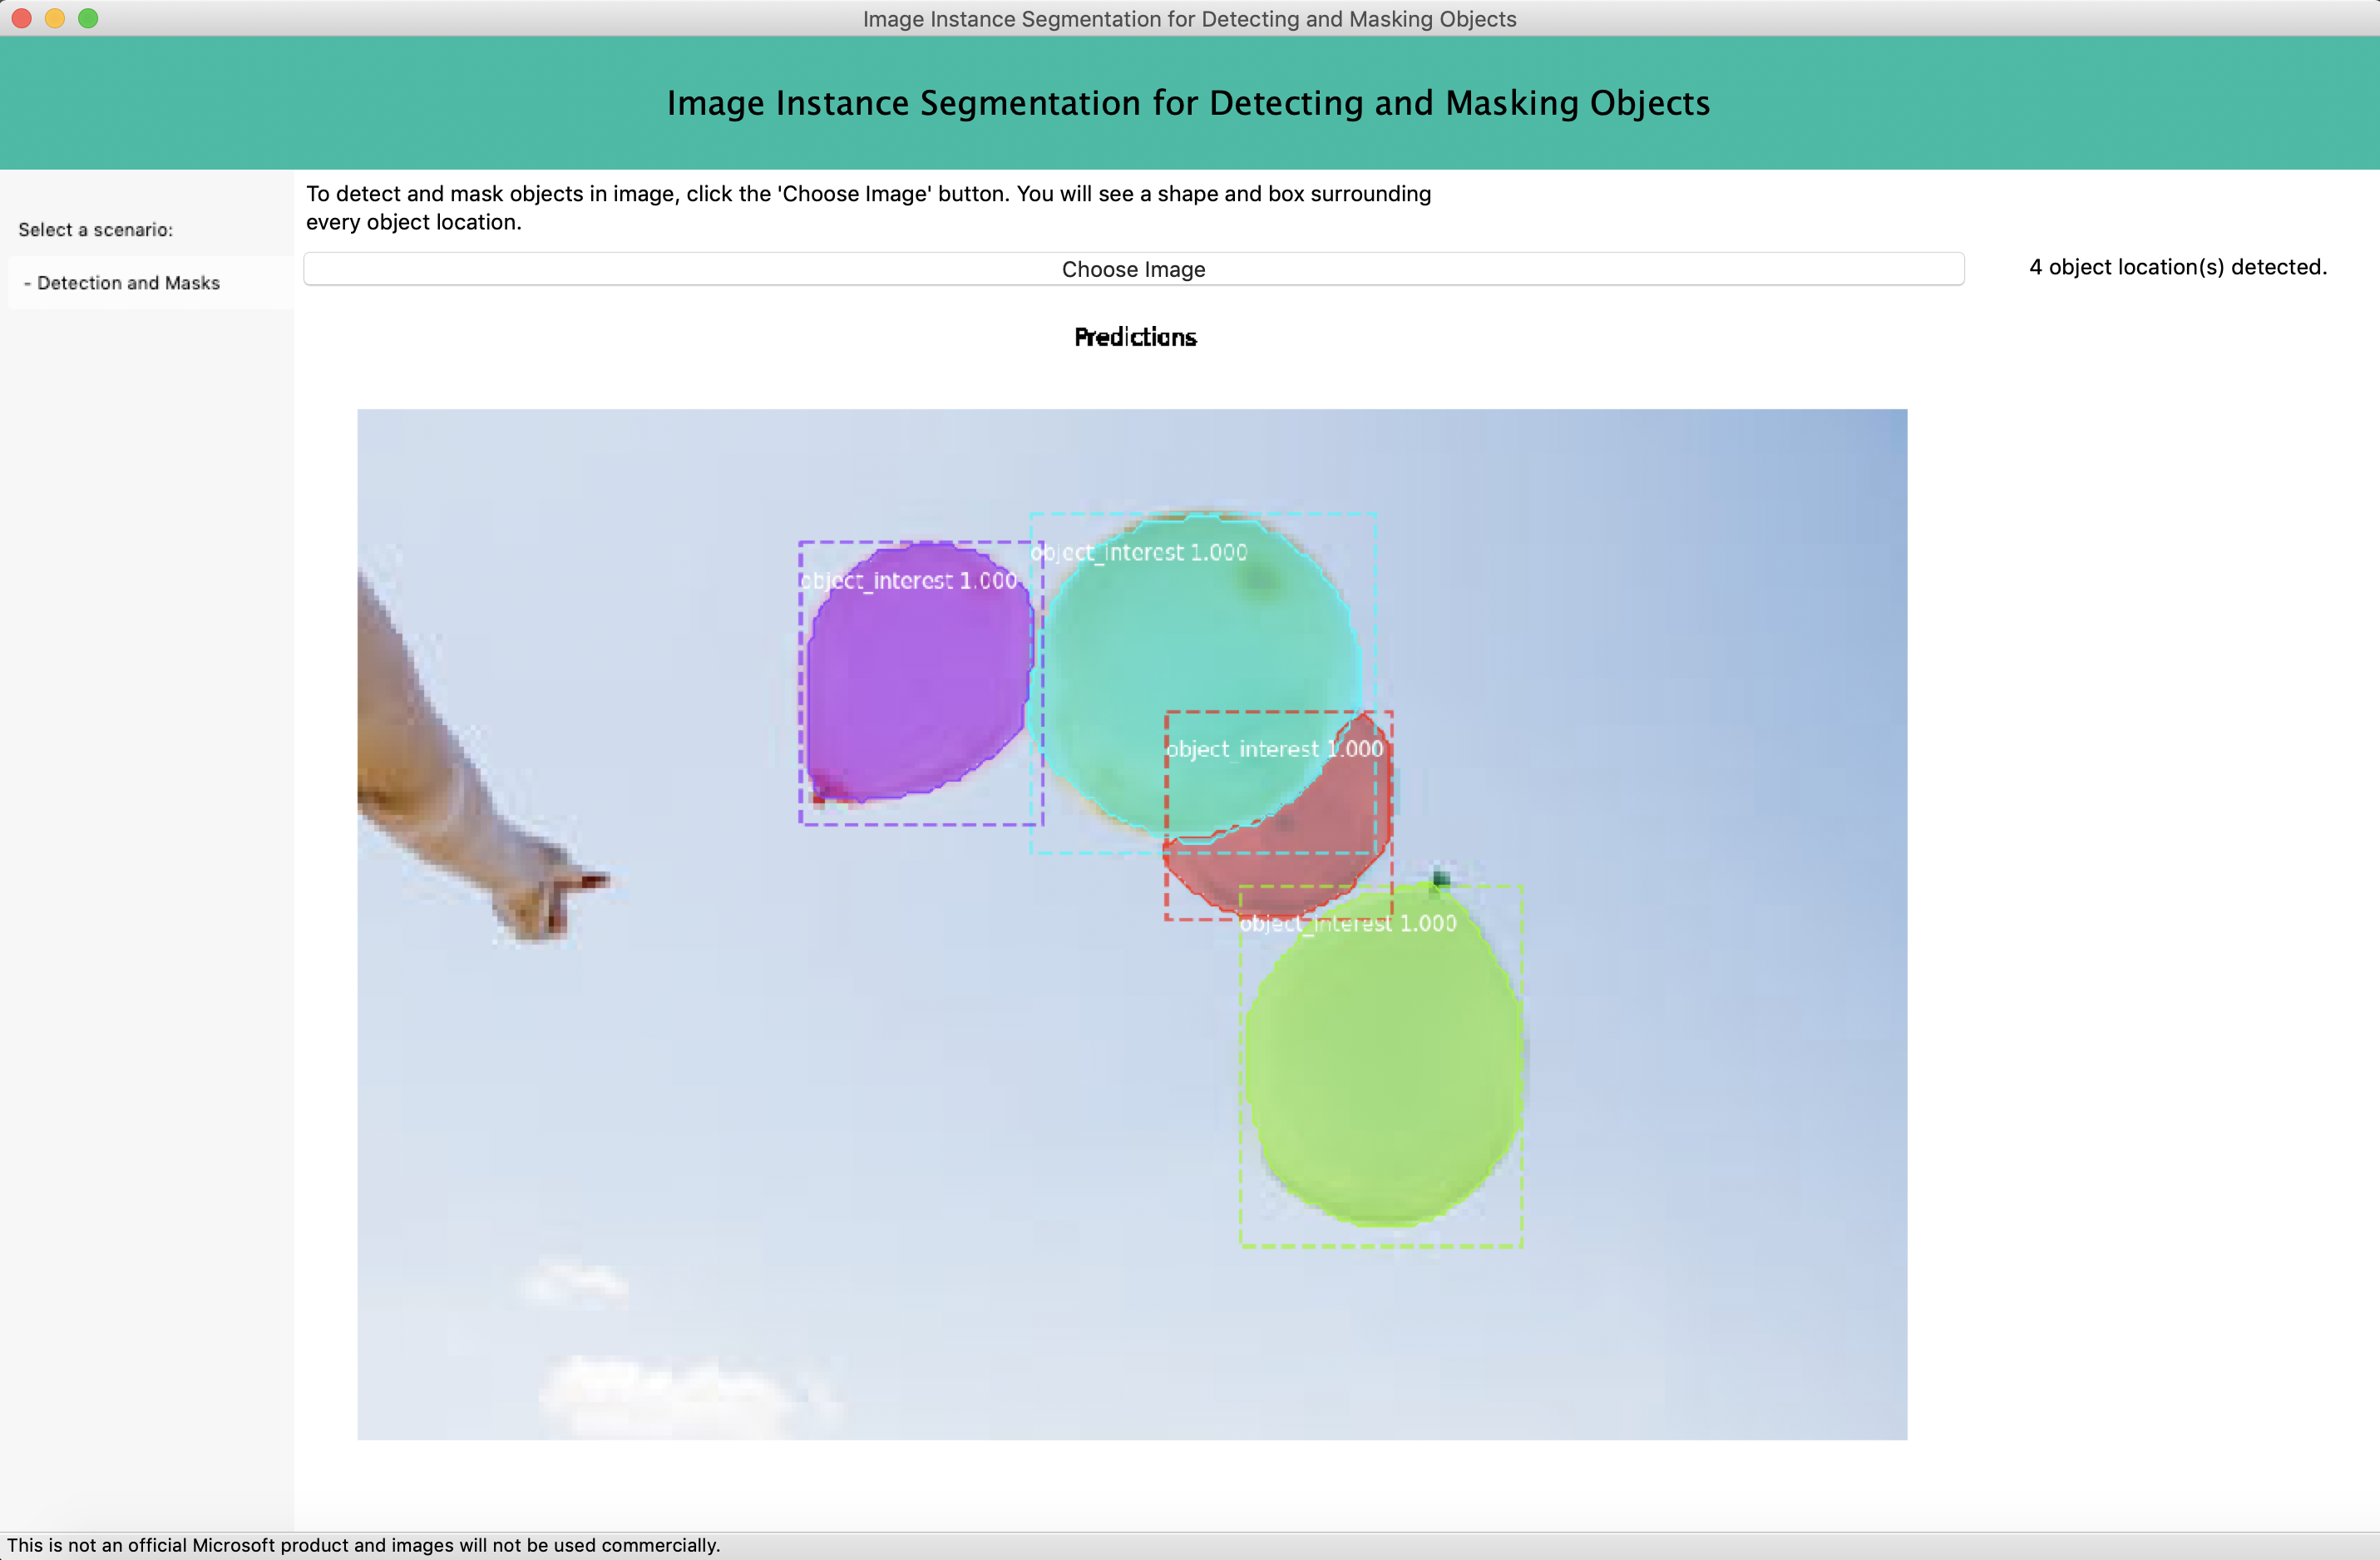 Image Instance Segmentation for Detecting and Masking Objects
Image Instance Segmentation for Detecting and Masking Objects
To detect and mask objects in image, click the 'Choose Image' button. You will see a shape and box surrounding
every object location.
Select a scenario:
- Detection and Masks
Choose Image
4 object location(s) detected.
Predictions
object_interest 1.000
object_interest 1.000
object_interest 1.000
object_interest 1.000
This is not an official Microsoft product and images will not be used commercially.